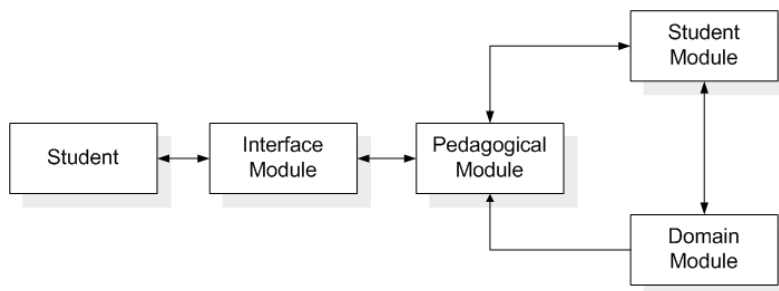 Student
Module
Student
Interface
Module
Pedagogical
Module
Domain
Module